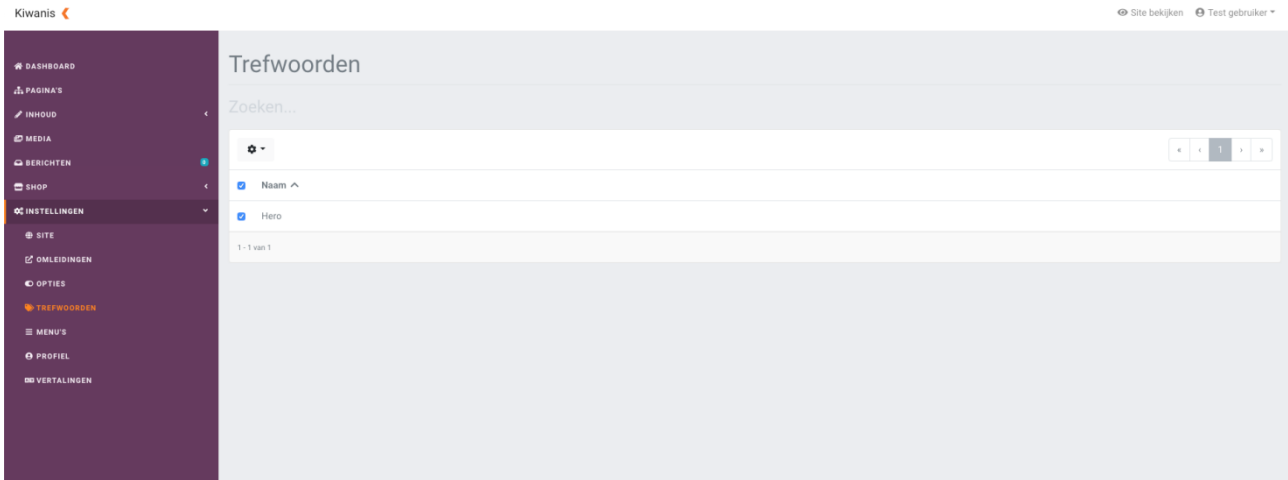 Kiwanis
Site bekijken
Test gebruiker
DASHBOARD
PAGINA'S
INHOUD
MEDIA
BERICHTEN
SHOP
INSTELLINGEN
SITE
OMLEIDINGEN
OPTIES
TREFWOORDEN
MENU'S
PROFIEL
VERTALINGEN
Trefwoorden
Zoeken...
« ‹ 1 › »
Naam
Hero
1 - 1 van 1